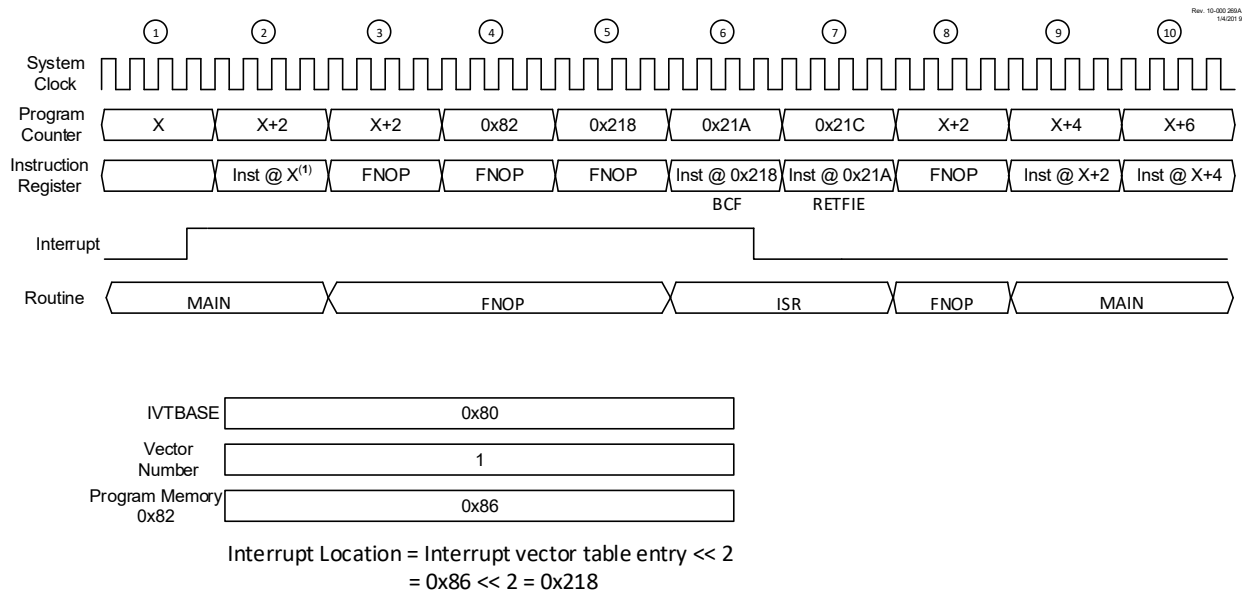 Rev. 10-000 269A
1/4/201 9
1 2 3 4 5 6 7 8 9 10
System
Clock
Program
Counter
X X+2 X+2 0x82 0x218 0x21A 0x21C X+2 X+4 X+6
Instruction
Register
Inst @ X(1) FNOP FNOP FNOP Inst @ 0x218 Inst @ 0x21A FNOP Inst @ X+2 Inst @ X+4
BCF RETFIE
Interrupt
Routine MAIN FNOP ISR FNOP MAIN
IVTBASE 0x80
Vector
Number
1
Program Memory
0x82
0x86
Interrupt Location = Interrupt vector table entry << 2
= 0x86 << 2 = 0x218